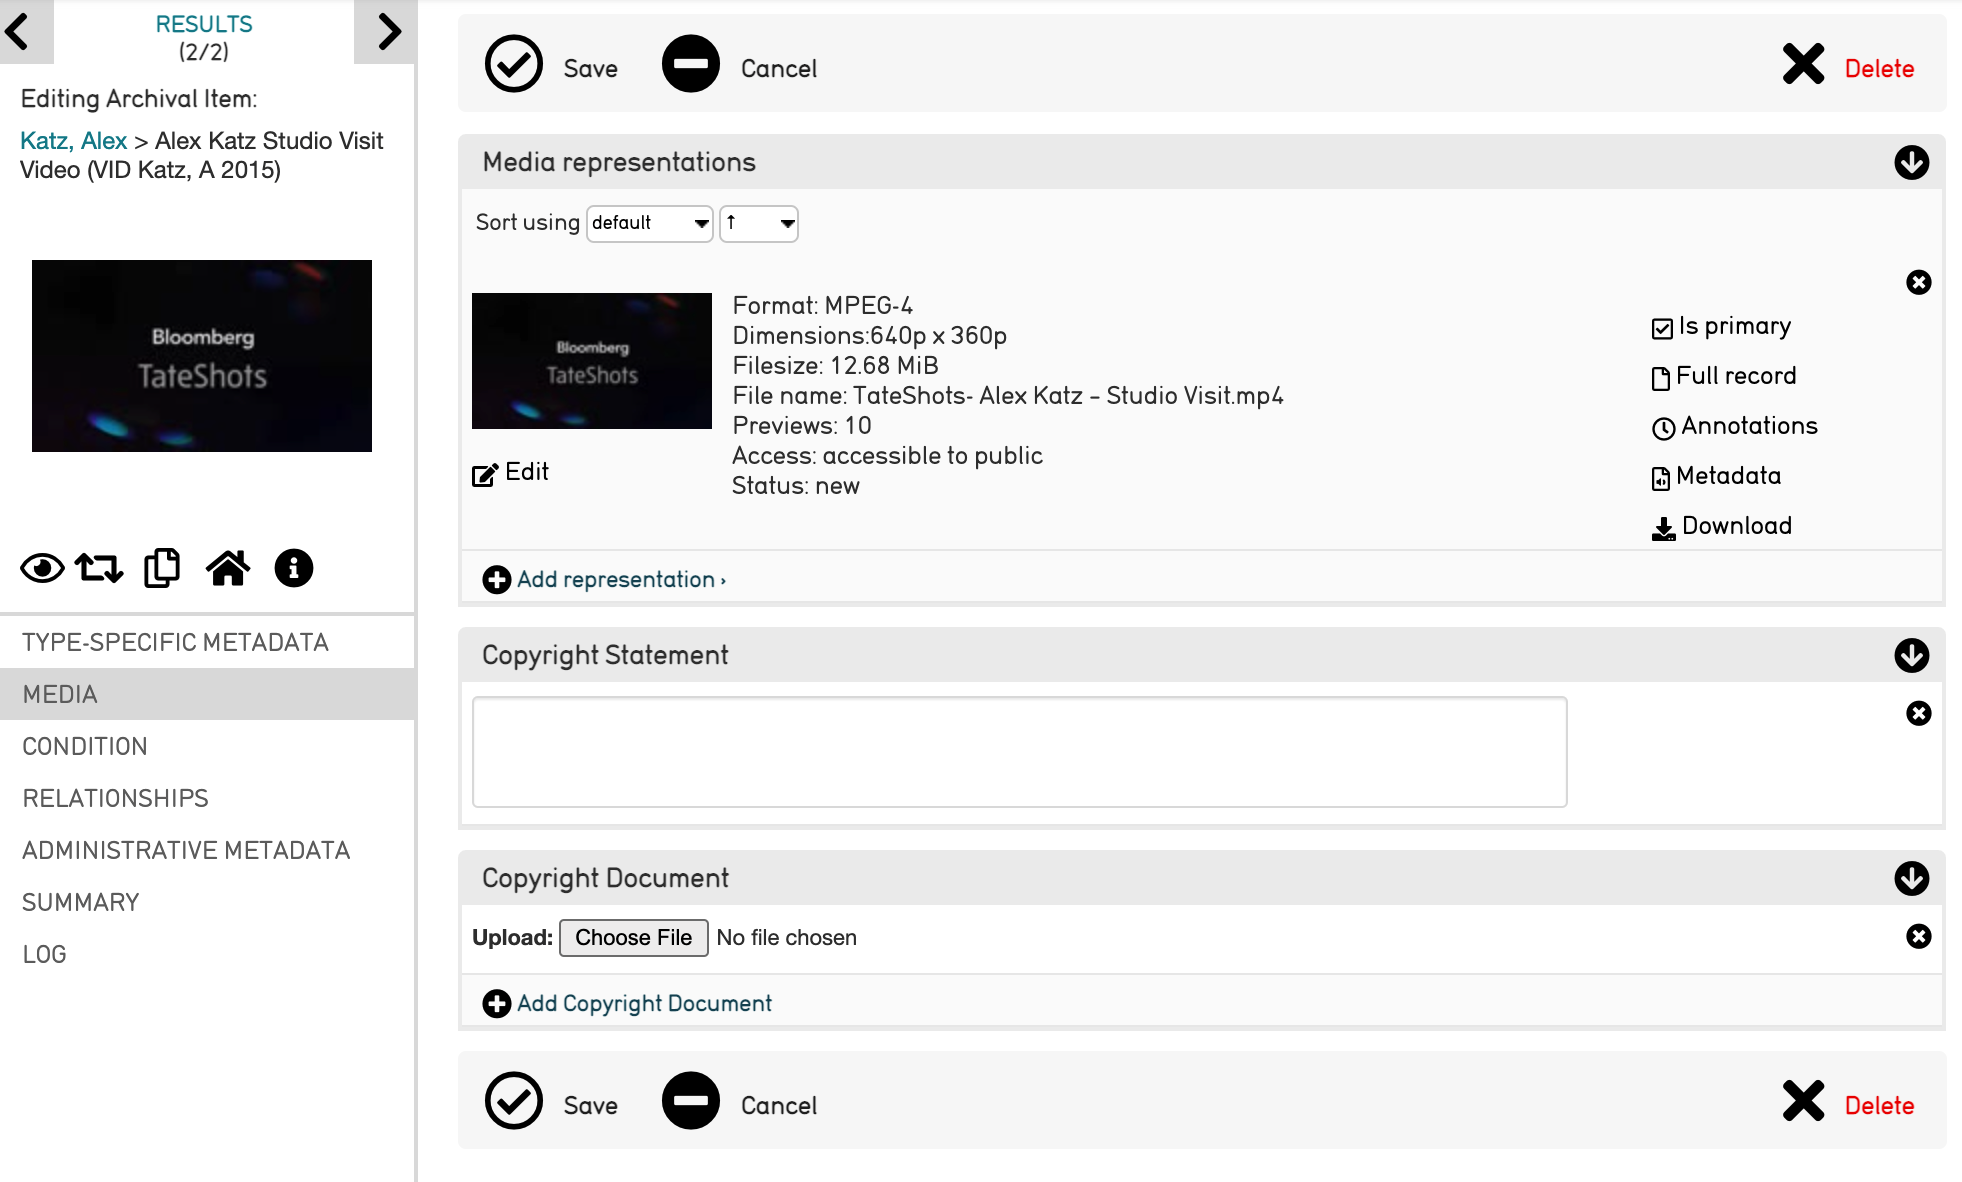 RESULTS
(2/2)
Editing Archival Item:
Katz, Alex > Alex Katz Studio Visit
Video (VID Katz, A 2015)
Bloomberg
TateShots
TYPE-SPECIFIC METADATA
MEDIA
CONDITION
RELATIONSHIPS
ADMINISTRATIVE METADATA
SUMMARY
LOG
Save Cancel Delete
Media representations
Sort using default ↑
Bloomberg
TateShots
Edit
Format: MPEG-4
Dimensions:640p x 360p
Filesize: 12.68 MiB
File name: TateShots- Alex Katz – Studio Visit.mp4
Previews: 10
Access: accessible to public
Status: new
Is primary
Full record
Annotations
Metadata
Download
Add representation ›
Copyright Statement
Copyright Document
Upload: Choose File No file chosen
Add Copyright Document
Save Cancel Delete